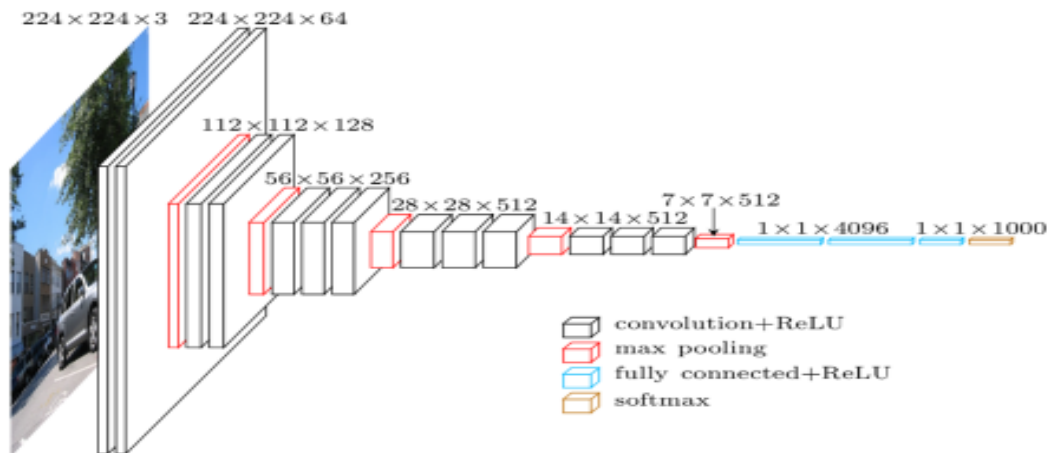 224×224×3
224×224×64
112×112×128
56×56×256
28×28×512
14×14×512
7×7×512
1×1×4096
1×1×1000
convolution+ReLU
max pooling
fully connected+ReLU
softmax